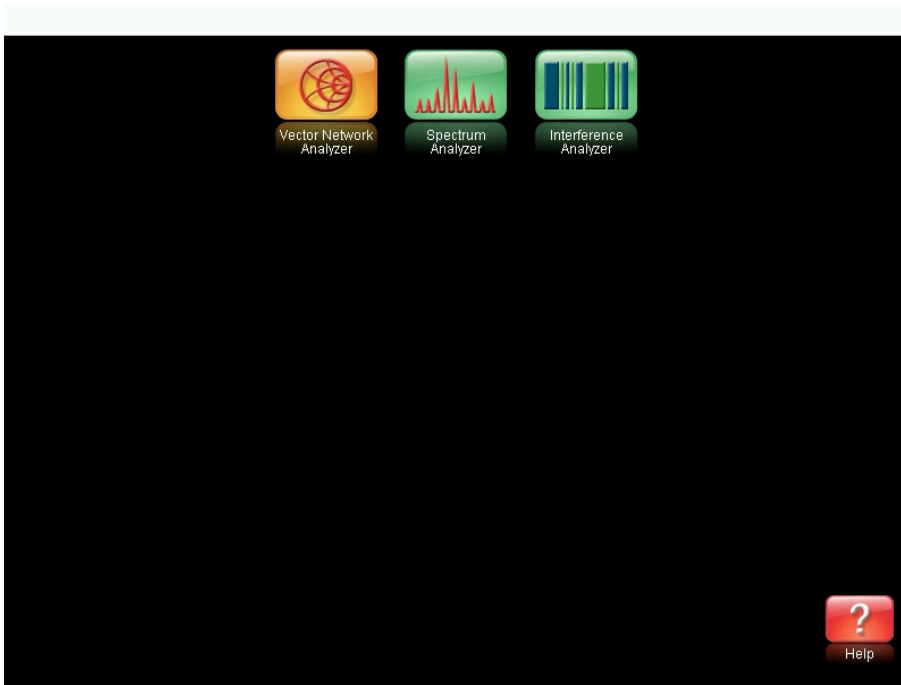 Vector Network
Analyzer
Spectrum
Analyzer
Interference
Analyzer
?
Help